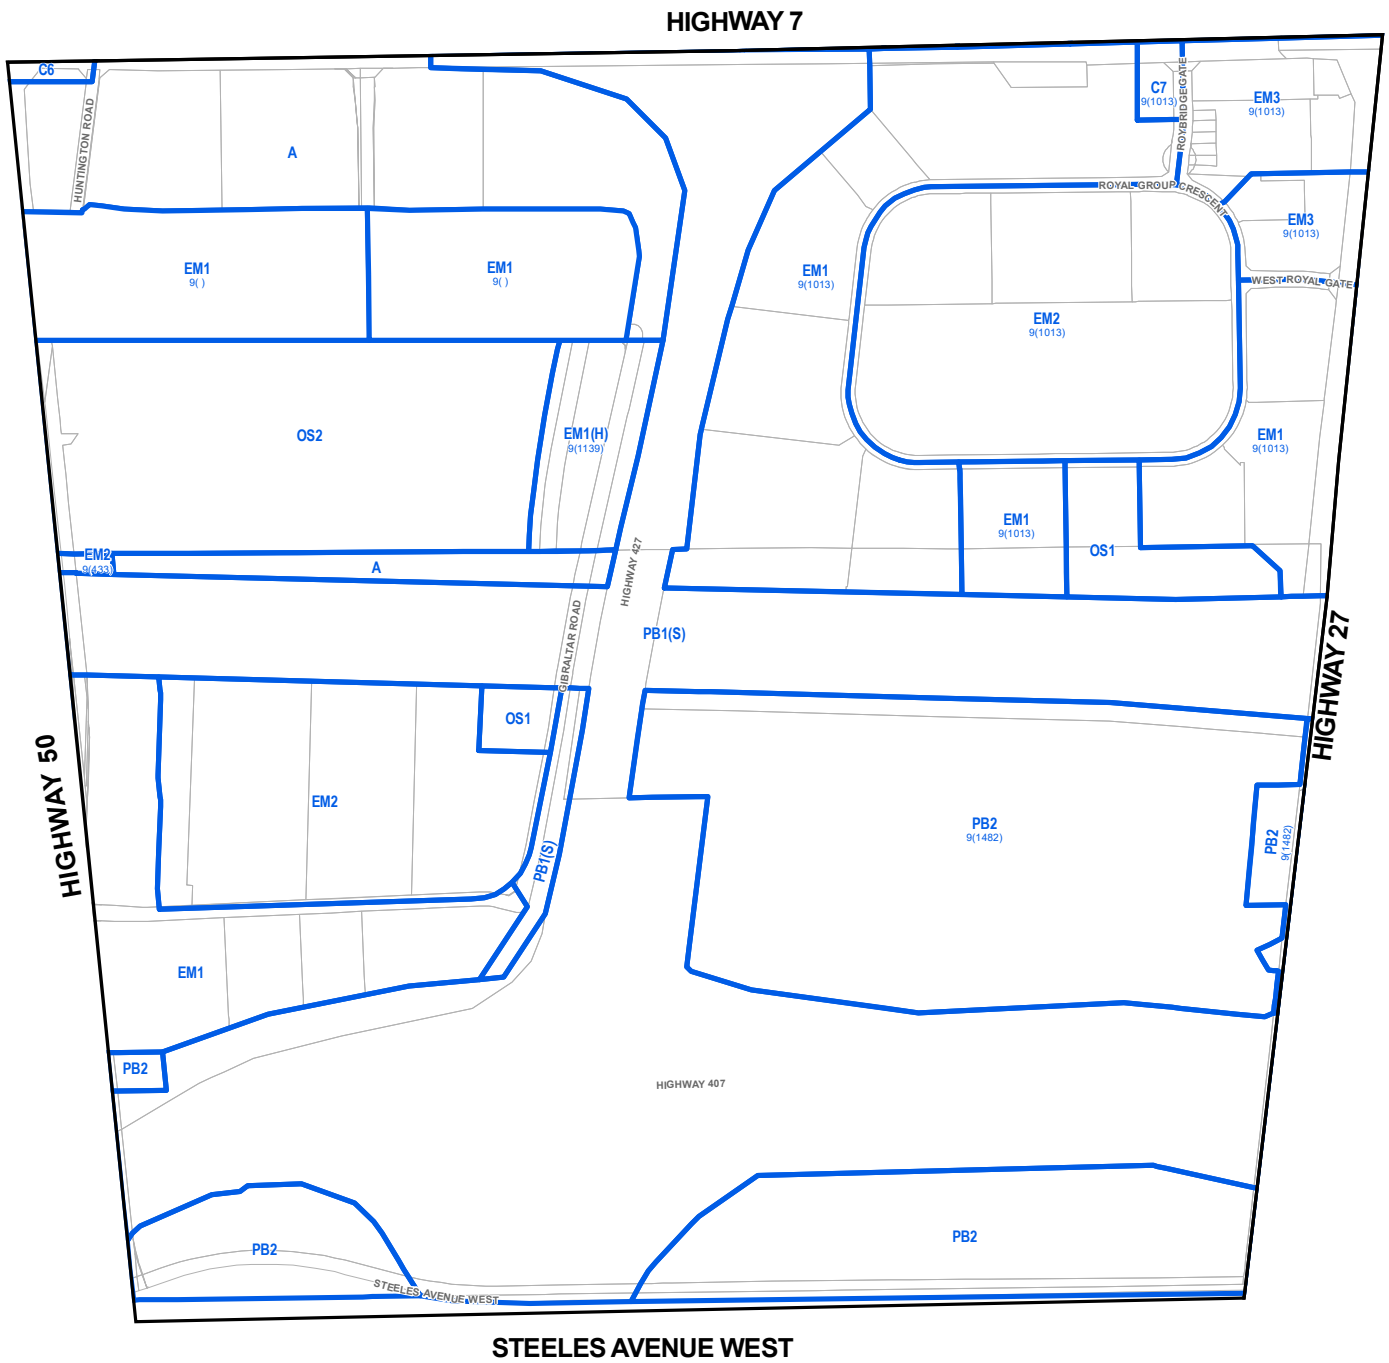 HIGHWAY 7
C6
HUNTINGTON ROAD
A
C7
9(1013)
ROYBRIDGE GATE
EM3
9(1013)
ROYAL GROUP CRESCENT
EM3
9(1013)
EM1
9( )
EM1
9( )
EM1
9(1013)
WEST ROYAL GATE
EM2
9(1013)
OS2
EM1(H)
9(1139)
EM1
9(1013)
EM1
9(1013)
OS1
EM2
9(433)
A
HIGHWAY 427
GIBRALTAR ROAD
PB1(S)
HIGHWAY 27
OS1
HIGHWAY 50
EM2
PB2
9(1482)
PB2
9(1482)
PB1(S)
EM1
PB2
HIGHWAY 407
PB2
PB2
STEELES AVENUE WEST
STEELES AVENUE WEST